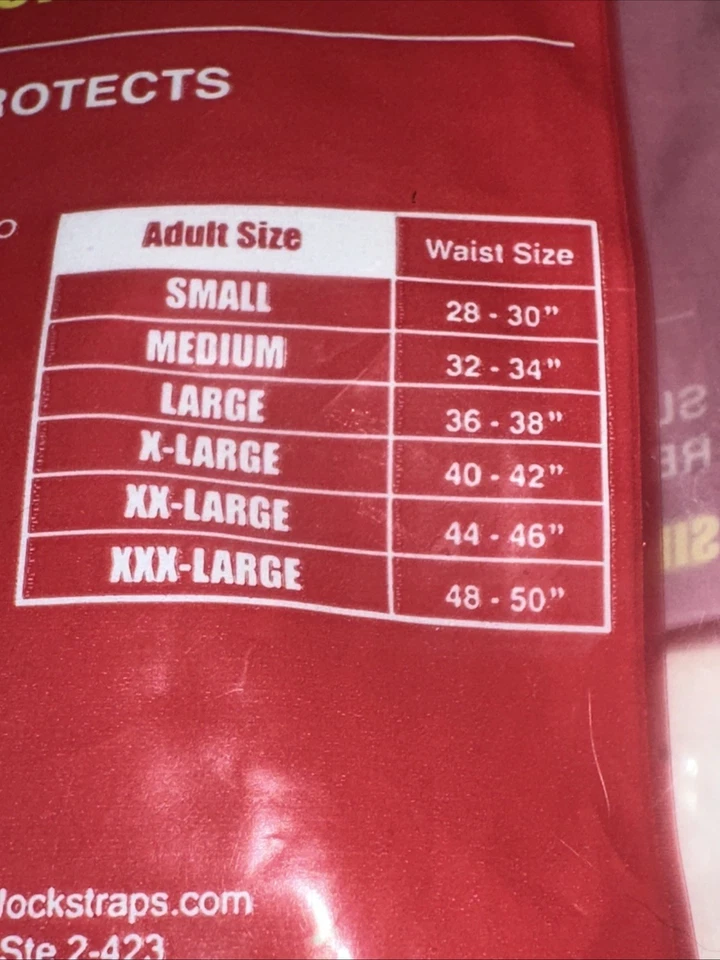 ROTECTS
Adult Size Waist Size
SMALL 28 - 30"
MEDIUM 32 - 34"
LARGE 36 - 38"
X-LARGE 40 - 42"
XX-LARGE 44 - 46"
XXX-LARGE 48 - 50"
Jockstraps.com
Ste 2-423